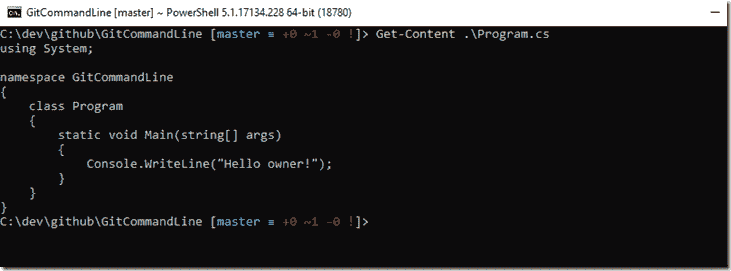 GitCommandLine [master] ~ PowerShell 5.1.17134.228 64-bit (18780)
C:\dev\github\GitCommandLine [master ≡ +0 ~1 -0 !]> Get-Content .\Program.cs
using System;

namespace GitCommandLine
{
    class Program
    {
        static void Main(string[] args)
        {
            Console.WriteLine("Hello owner!");
        }
    }
}
C:\dev\github\GitCommandLine [master ≡ +0 ~1 -0 !]>